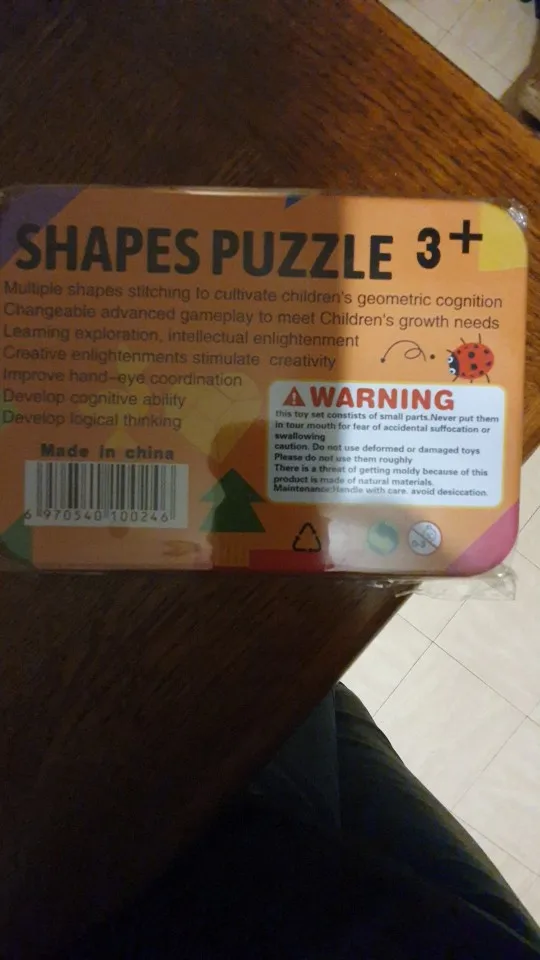 SHAPES PUZZLE 3+
Multiple shapes stitching to cultivate children's geometric cognition
Changeable advanced gameplay to meet Children's growth needs
Learning exploration, intellectual enlightenment
Creative enlightenments stimulate creativity
Improve hand-eye coordination
Develop cognitive ability
Develop logical thinking
Made in china
6 970540 100246
WARNING
this toy set constists of small parts.Never put them
in tour mouth for fear of accidental suffocation or
swallowing
caution. Do not use deformed or damaged toys
Please do not use them roughly
There is a threat of getting moldy because of this
product is made of natural materials.
Maintenance:Handle with care. avoid desiccation.